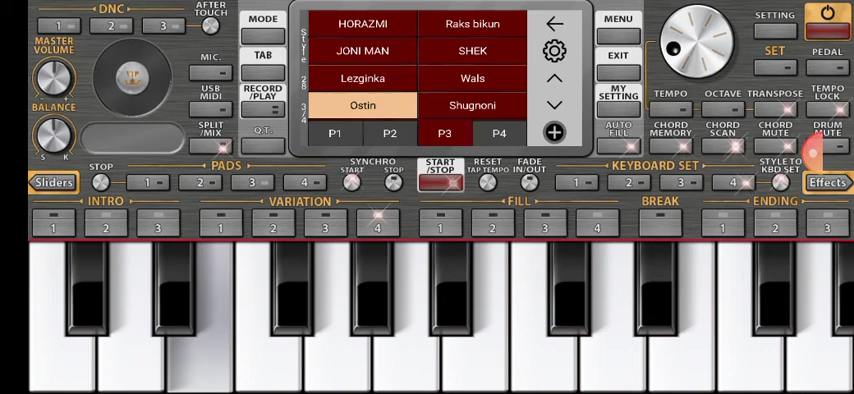 DNC
1 2 3
AFTER TOUCH
MASTER VOLUME
BALANCE
S K
MIC.
USB MIDI
SPLIT /MIX
MODE
TAB
RECORD /PLAY
Q.T.
Style 28 3/4
HORAZMI Raks bikun
JONI MAN SHEK
Lezginka Wals
Ostin Shugnoni
P1 P2 P3 P4
MENU
EXIT
MY SETTING
AUTO FILL
SETTING
SET
PEDAL
TEMPO OCTAVE TRANSPOSE TEMPO LOCK
CHORD MEMORY CHORD SCAN CHORD MUTE DRUM MUTE
Sliders
STOP
PADS
1 2 3 4
SYNCHRO
START STOP
START /STOP
RESET
TAP TEMPO
FADE IN/OUT
KEYBOARD SET
1 2 3 4
STYLE TO KBD SET
Effects
INTRO VARIATION FILL BREAK ENDING
1 2 3 1 2 3 4 1 2 3 4 1 2 3